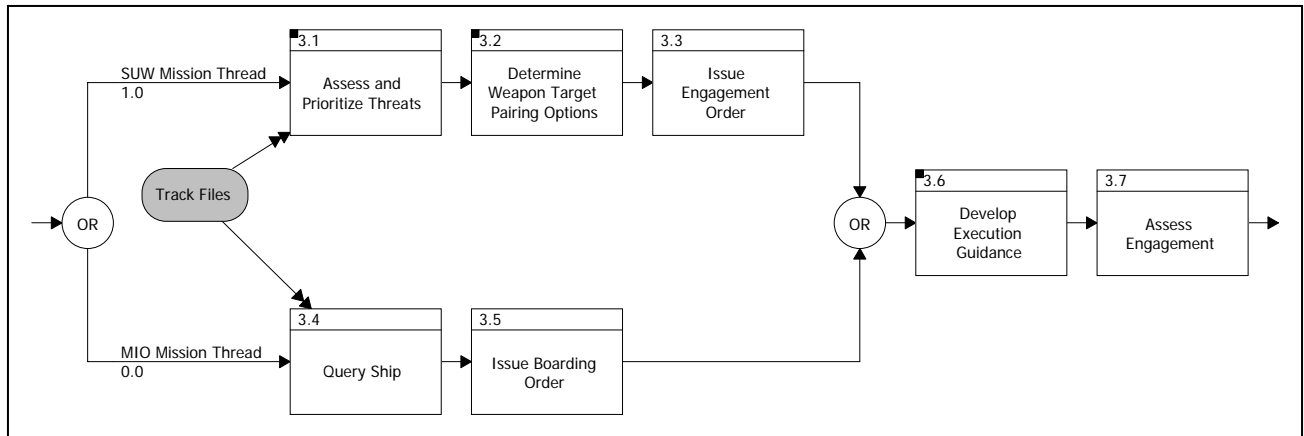 SUW Mission Thread
1.0
3.1
Assess and
Prioritize Threats
3.2
Determine
Weapon Target
Pairing Options
3.3
Issue
Engagement
Order
Track Files
OR
OR
3.6
Develop
Execution
Guidance
3.7
Assess
Engagement
MIO Mission Thread
0.0
3.4
Query Ship
3.5
Issue Boarding
Order